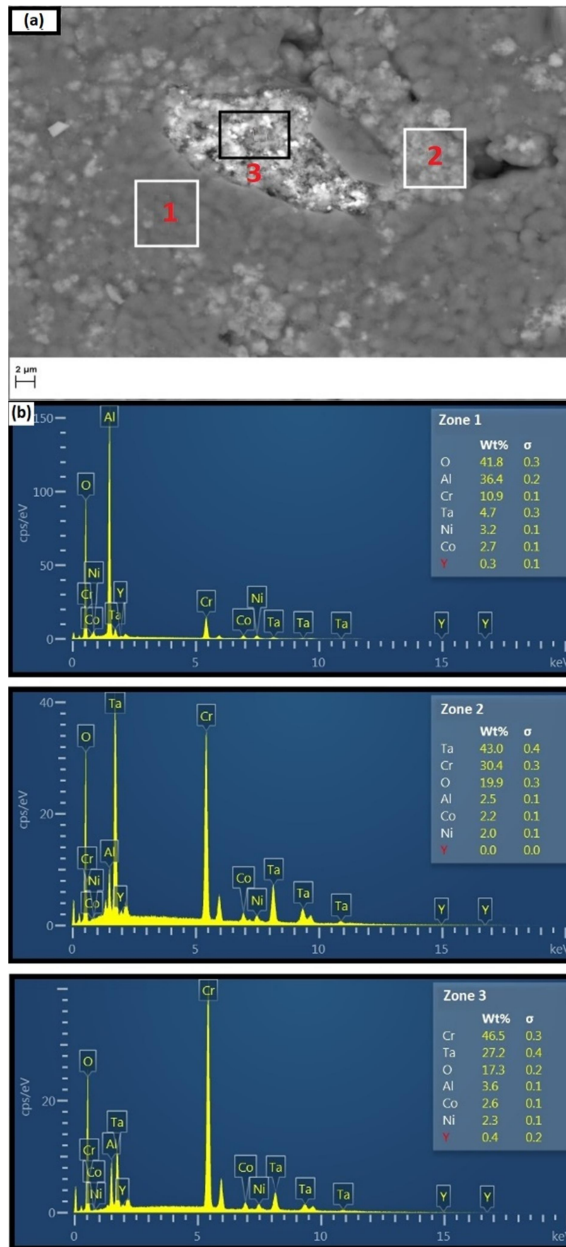 (a)
1
2
3
2 µm
(b)
Zone 1
Wt% σ
O 41.8 0.3
Al 36.4 0.2
Cr 10.9 0.1
Ta 4.7 0.3
Ni 3.2 0.1
Co 2.7 0.1
Y 0.3 0.1
150
100
50
0
cps/eV
Al
O
Ni
Cr
Co
Ta
Y
Cr
Co
Ni
Ta
Ta
Ta
Y
Y
0 5 10 15 keV
Zone 2
Wt% σ
Ta 43.0 0.4
Cr 30.4 0.3
O 19.9 0.3
Al 2.5 0.1
Co 2.2 0.1
Ni 2.0 0.1
Y 0.0 0.0
40
20
0
cps/eV
Ta
O
Cr
Ni
Co
Al
Y
Cr
Co
Ni
Ta
Ta
Ta
Y
Y
0 5 10 15 keV
Zone 3
Wt% σ
Cr 46.5 0.3
Ta 27.2 0.4
O 17.3 0.2
Al 3.6 0.1
Co 2.6 0.1
Ni 2.3 0.1
Y 0.4 0.2
20
0
cps/eV
Cr
O
Ta
Al
Cr
Co
Ni
Y
Co
Ni
Ta
Ta
Ta
Y
Y
0 5 10 15 keV